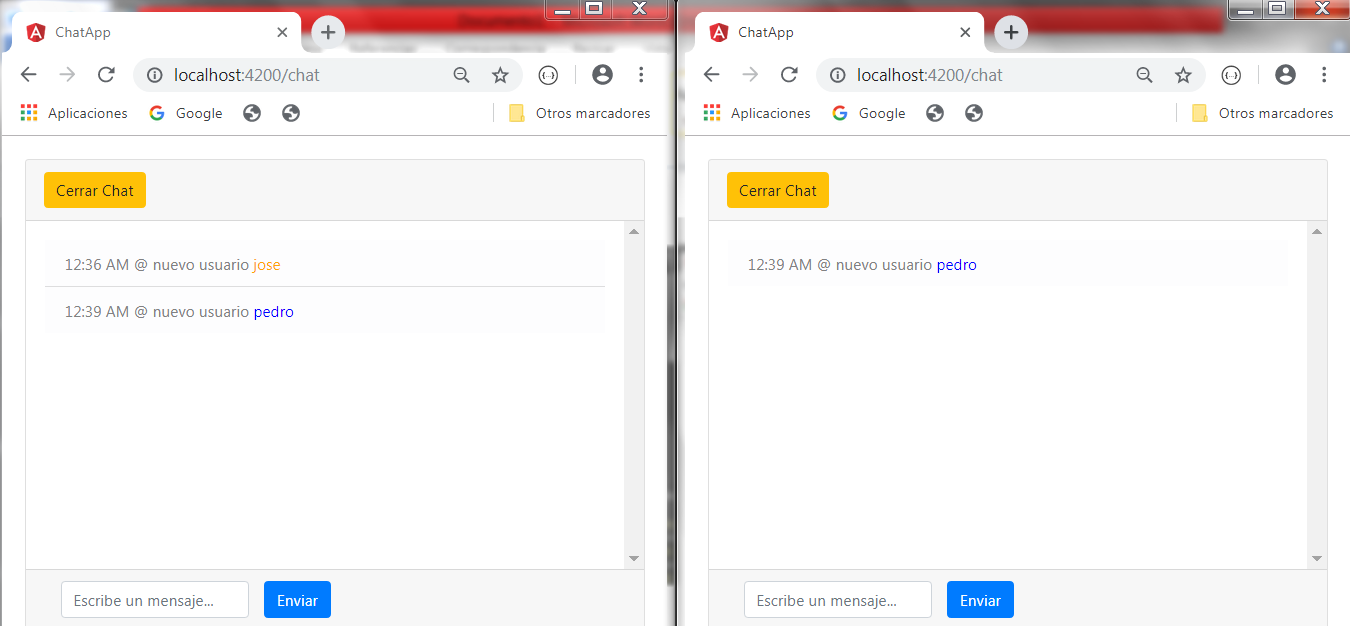 ChatApp
localhost:4200/chat
Aplicaciones Google Otros marcadores
Cerrar Chat
12:36 AM @ nuevo usuario jose
12:39 AM @ nuevo usuario pedro
Escribe un mensaje... Enviar
ChatApp
localhost:4200/chat
Aplicaciones Google Otros marcadores
Cerrar Chat
12:39 AM @ nuevo usuario pedro
Escribe un mensaje... Enviar